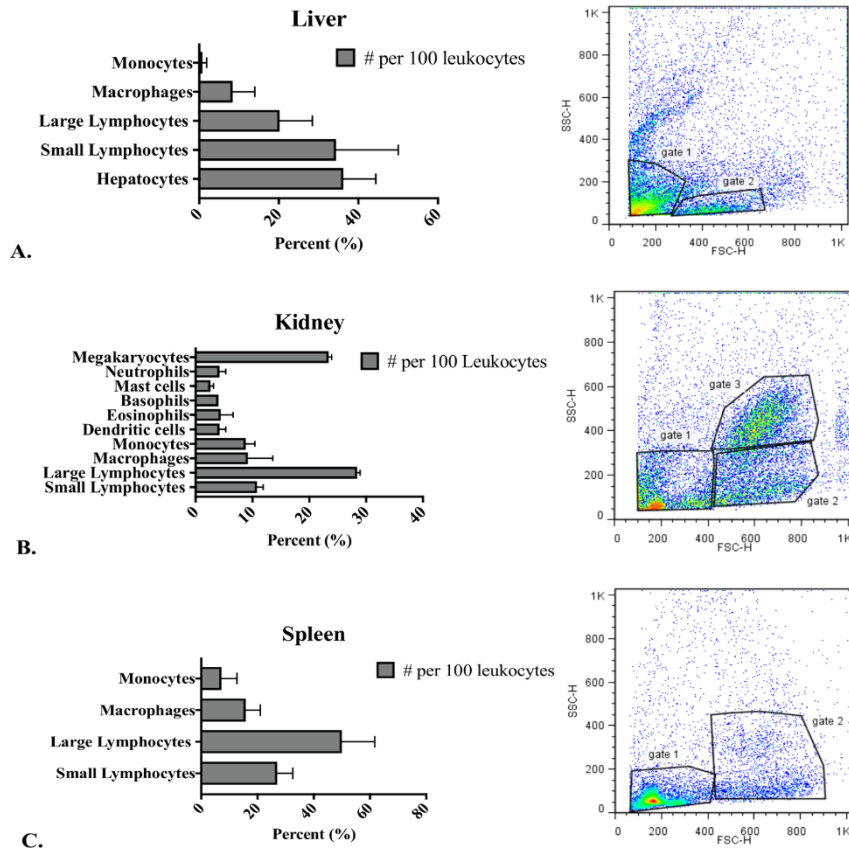 Liver
# per 100 leukocytes
Monocytes
Macrophages
Large Lymphocytes
Small Lymphocytes
Hepatocytes
0
20
40
60
Percent (%)
A.
1K
800
600
400
200
0
SSC-H
gate 1
gate 2
0
200
400
600
800
1K
FSC-H
Kidney
# per 100 Leukocytes
Megakaryocytes
Neutrophils
Mast cells
Basophils
Eosinophils
Dendritic cells
Monocytes
Macrophages
Large Lymphocytes
Small Lymphocytes
0
10
20
30
40
Percent (%)
B.
1K
800
600
400
200
0
SSC-H
gate 3
gate 1
gate 2
0
200
400
600
800
1K
FSC-H
Spleen
# per 100 leukocytes
Monocytes
Macrophages
Large Lymphocytes
Small Lymphocytes
0
20
40
60
80
Percent (%)
C.
1K
800
600
400
200
0
SSC-H
gate 2
gate 1
0
200
400
600
800
1K
FSC-H